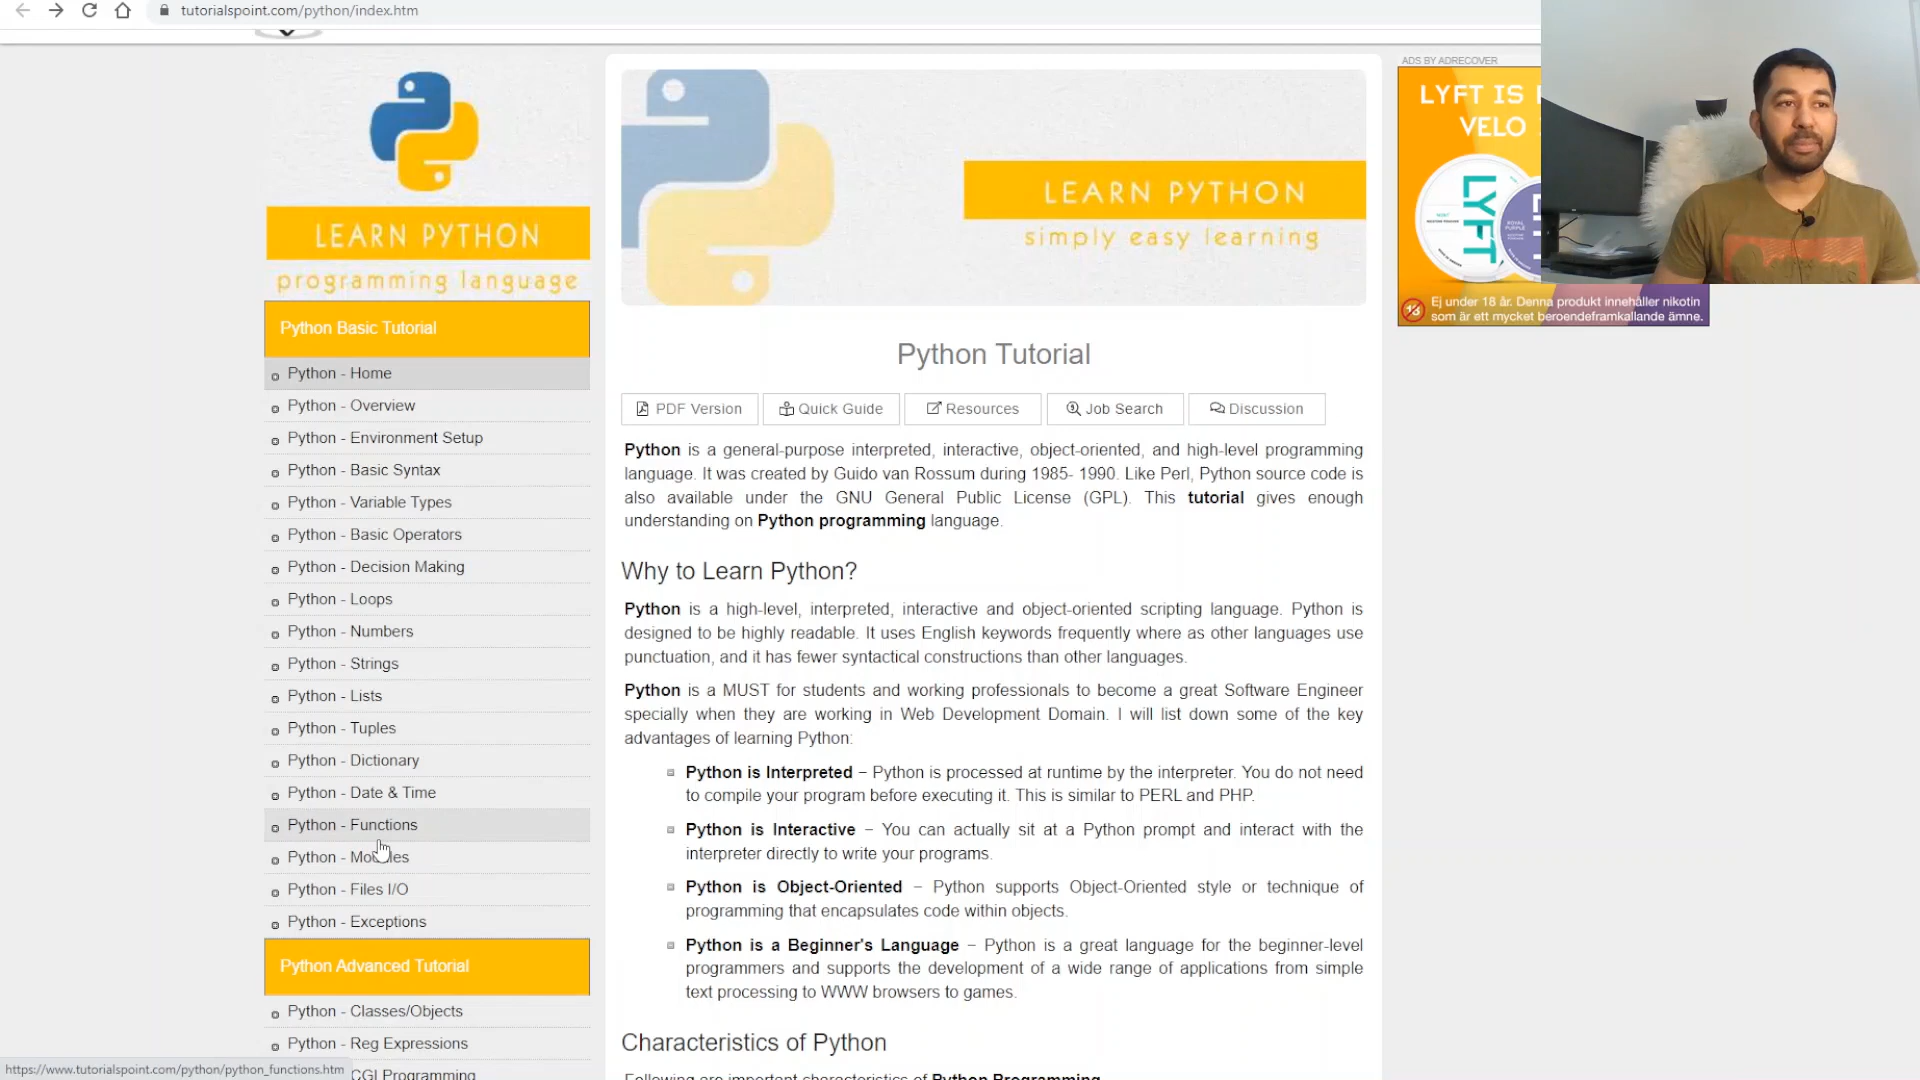 tutorialspoint.com/python/index.htm
LEARN PYTHON
programming language
Python Basic Tutorial
Python - Home
Python - Overview
Python - Environment Setup
Python - Basic Syntax
Python - Variable Types
Python - Basic Operators
Python - Decision Making
Python - Loops
Python - Numbers
Python - Strings
Python - Lists
Python - Tuples
Python - Dictionary
Python - Date & Time
Python - Functions
Python - Modules
Python - Files I/O
Python - Exceptions
Python Advanced Tutorial
Python - Classes/Objects
Python - Reg Expressions
CGI Programming
https://www.tutorialspoint.com/python/python_functions.htm
LEARN PYTHON
simply easy learning
Python Tutorial
PDF Version
Quick Guide
Resources
Job Search
Discussion
Python is a general-purpose interpreted, interactive, object-oriented, and high-level programming
language. It was created by Guido van Rossum during 1985- 1990. Like Perl, Python source code is
also available under the GNU General Public License (GPL). This tutorial gives enough
understanding on Python programming language.
Why to Learn Python?
Python is a high-level, interpreted, interactive and object-oriented scripting language. Python is
designed to be highly readable. It uses English keywords frequently where as other languages use
punctuation, and it has fewer syntactical constructions than other languages.
Python is a MUST for students and working professionals to become a great Software Engineer
specially when they are working in Web Development Domain. I will list down some of the key
advantages of learning Python:
Python is Interpreted − Python is processed at runtime by the interpreter. You do not need
to compile your program before executing it. This is similar to PERL and PHP.
Python is Interactive − You can actually sit at a Python prompt and interact with the
interpreter directly to write your programs.
Python is Object-Oriented − Python supports Object-Oriented style or technique of
programming that encapsulates code within objects.
Python is a Beginner's Language − Python is a great language for the beginner-level
programmers and supports the development of a wide range of applications from simple
text processing to WWW browsers to games.
Characteristics of Python
Following are important characteristics of Python Programming
ADS BY ADRECOVER
LYFT IS
VELO
LYFT
18
Ej under 18 år. Denna produkt innehåller nikotin
som är ett mycket beroendeframkallande ämne.